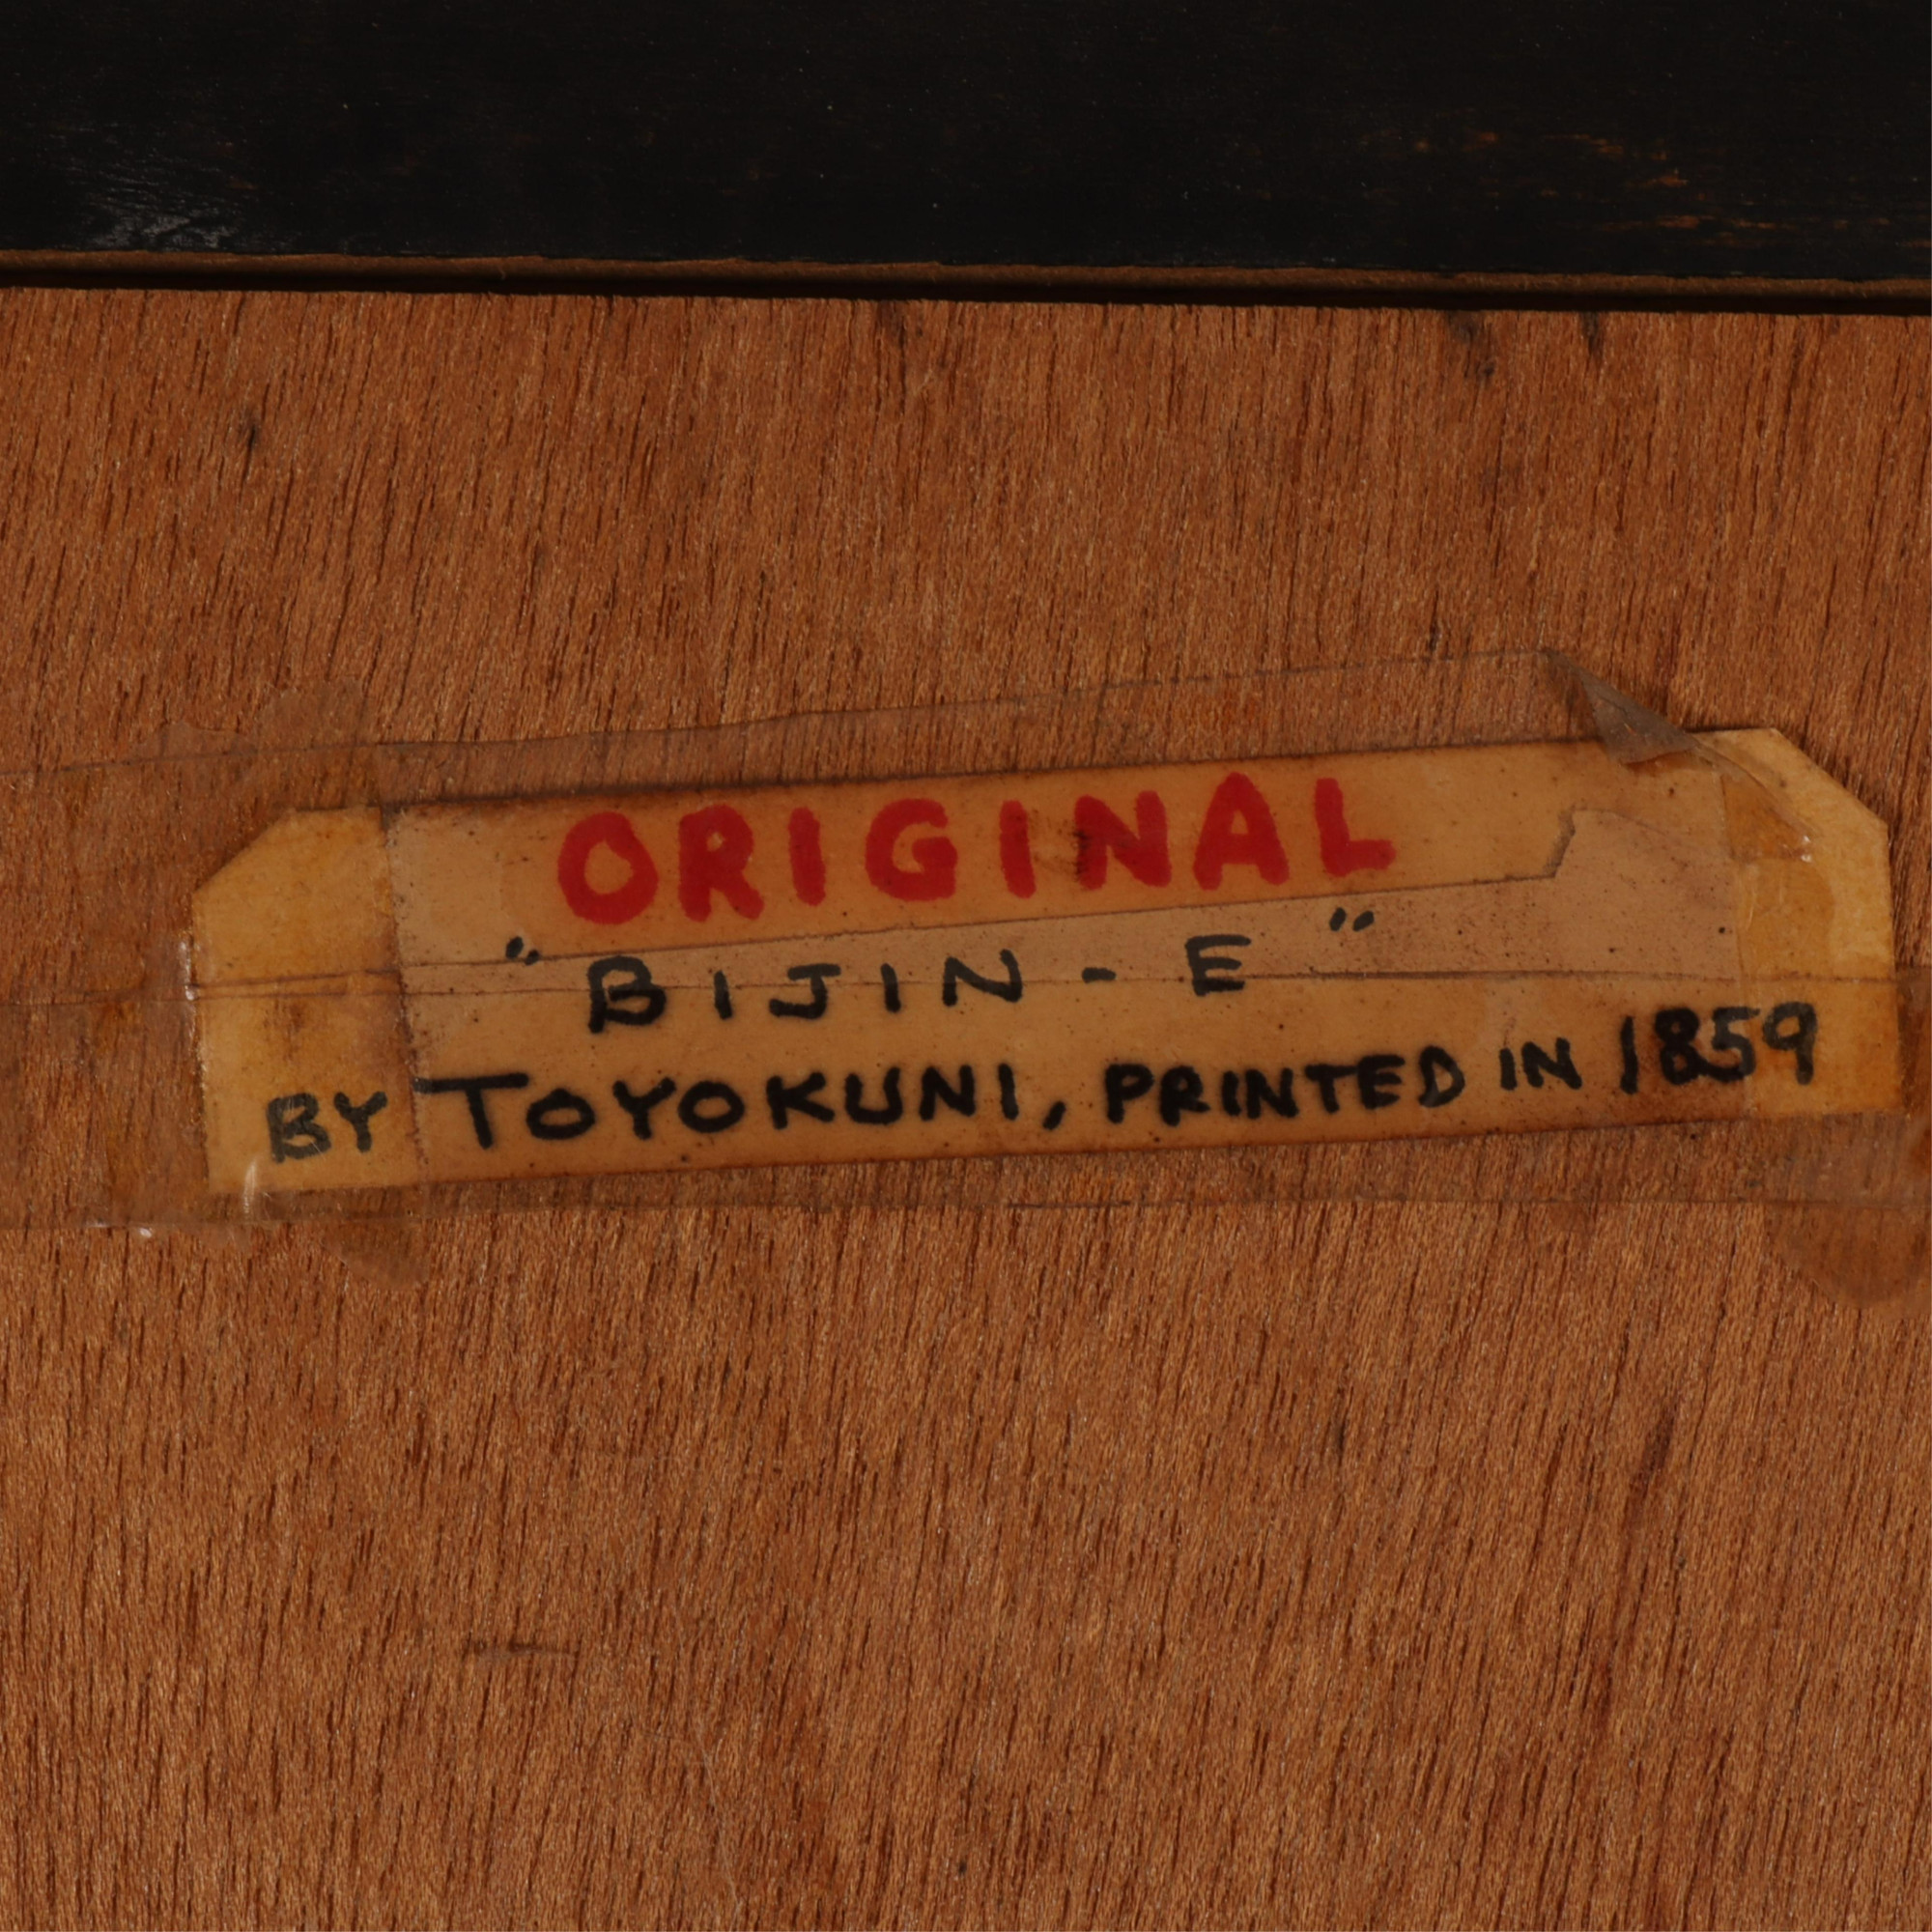 ORIGINAL
"BIJIN-E"
BY TOYOKUNI, PRINTED IN 1859